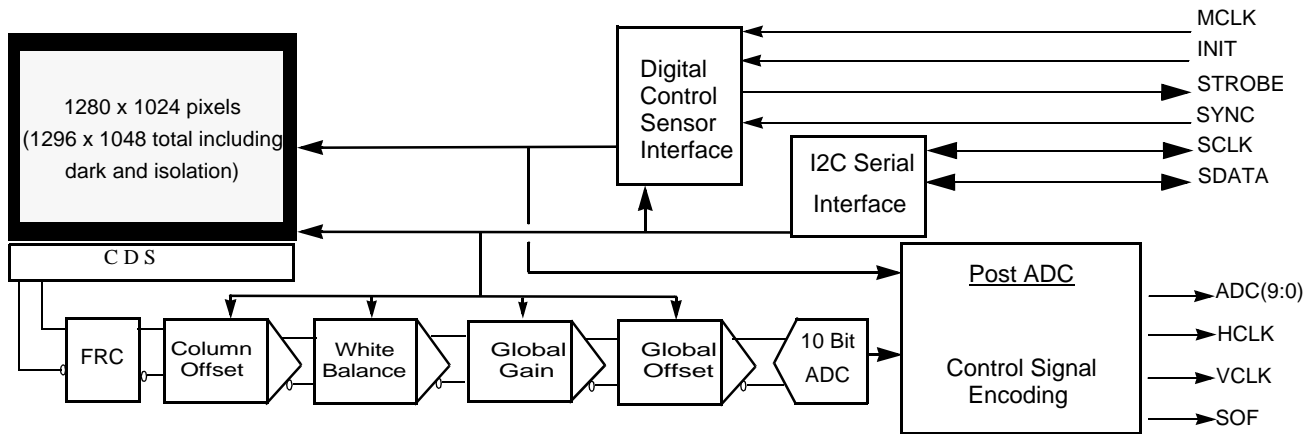 1280 x 1024 pixels
(1296 x 1048 total including
dark and isolation)
C D S
Digital
Control
Sensor
Interface
MCLK
INIT
STROBE
SYNC
SCLK
SDATA
I2C Serial
Interface
FRC
Column
Offset
White
Balance
Global
Gain
Global
Offset
10 Bit
ADC
Post ADC
Control Signal
Encoding
ADC(9:0)
HCLK
VCLK
SOF